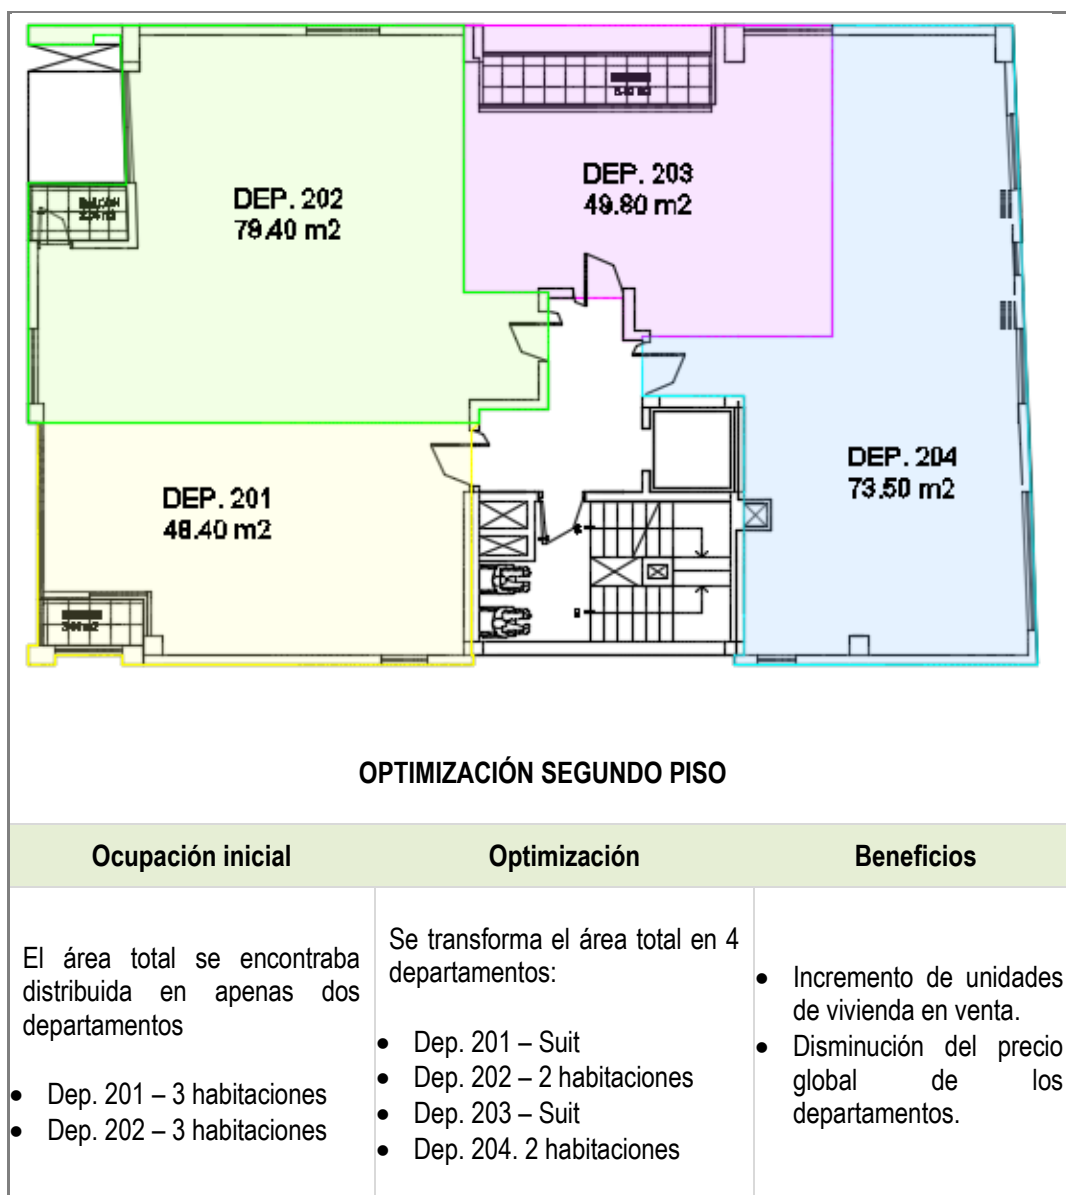 DEP. 202
79.40 m2
DEP. 203
49.80 m2
DEP. 204
73.50 m2
DEP. 201
48.40 m2
OPTIMIZACIÓN SEGUNDO PISO
Ocupación inicial
Optimización
Beneficios
El área total se encontraba
distribuida en apenas dos
departamentos
• Dep. 201 – 3 habitaciones
• Dep. 202 – 3 habitaciones
Se transforma el área total en 4
departamentos:
• Dep. 201 – Suit
• Dep. 202 – 2 habitaciones
• Dep. 203 – Suit
• Dep. 204. 2 habitaciones
• Incremento de unidades
de vivienda en venta.
• Disminución del precio
global de los
departamentos.